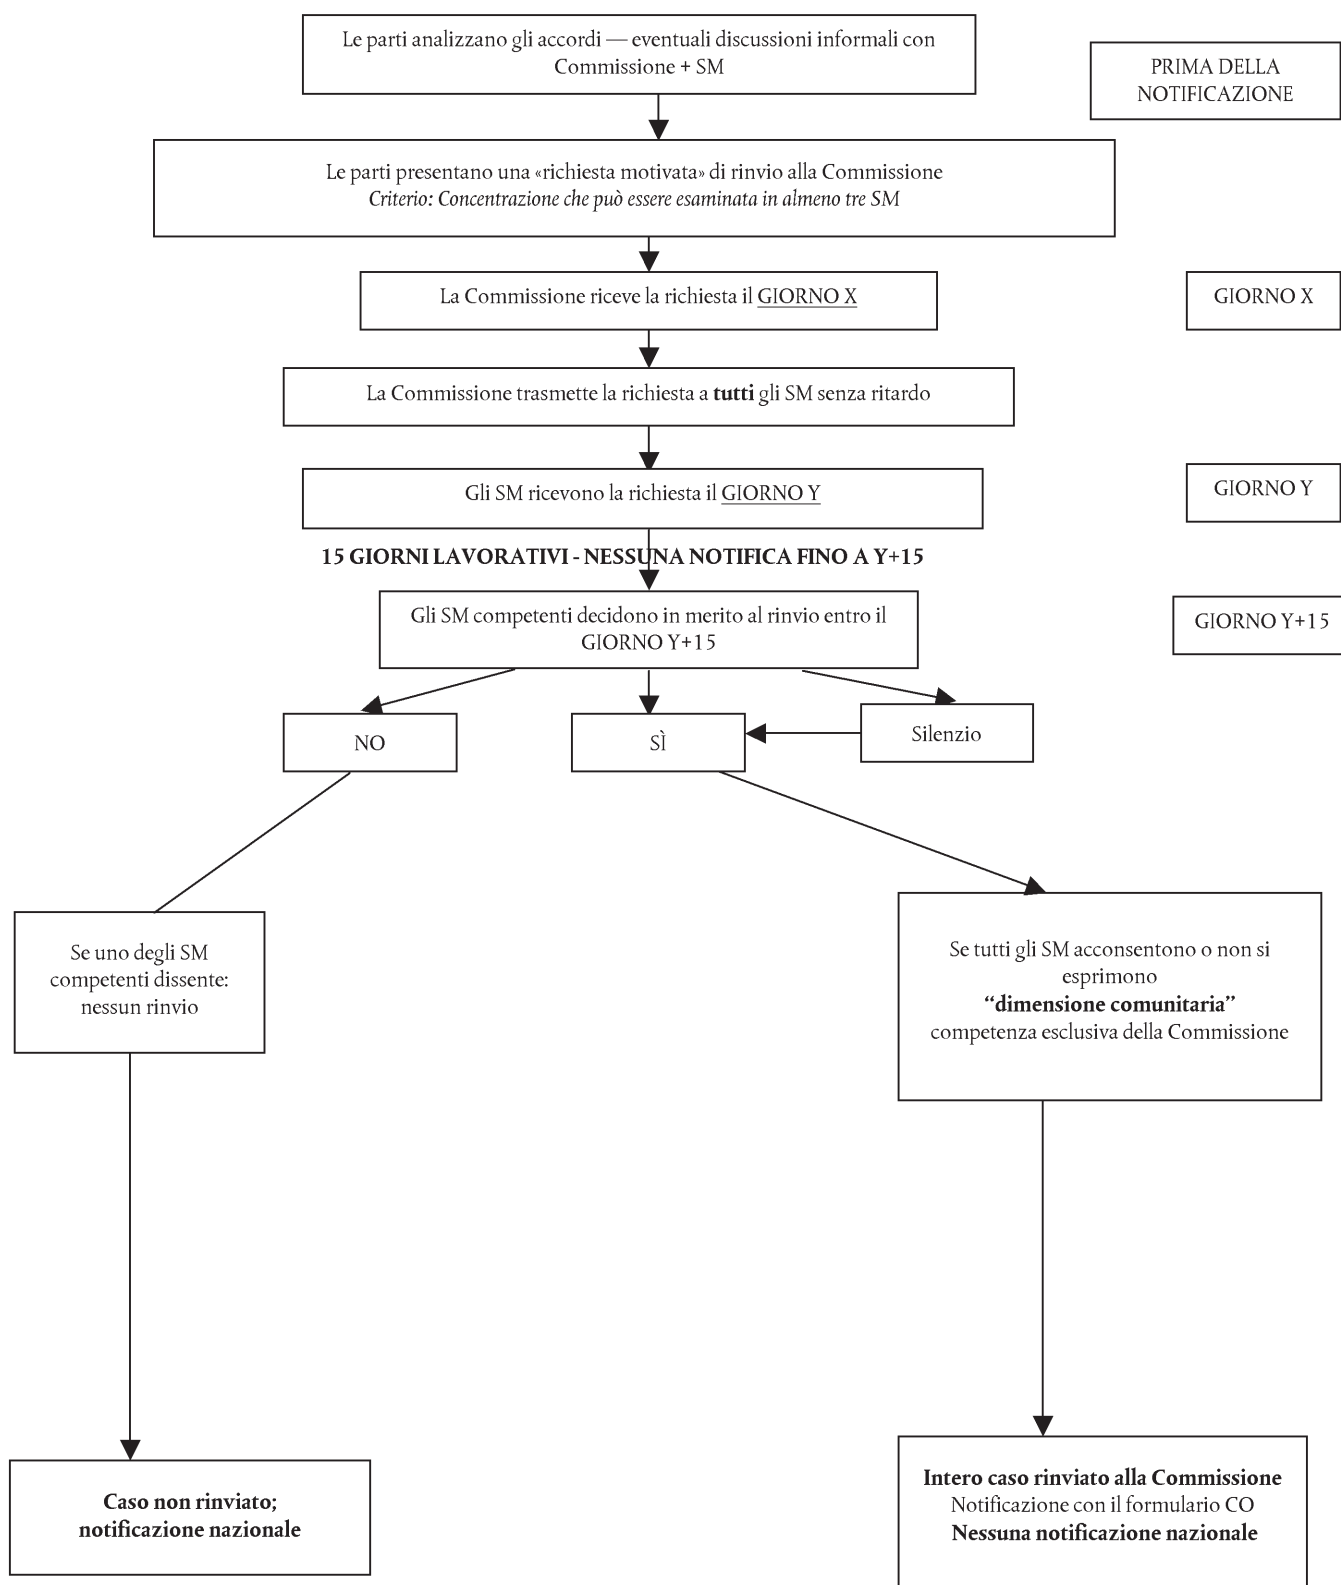 Le parti analizzano gli accordi — eventuali discussioni informali con
Commissione + SM
PRIMA DELLA
NOTIFICAZIONE
Le parti presentano una «richiesta motivata» di rinvio alla Commissione
Criterio: Concentrazione che può essere esaminata in almeno tre SM
La Commissione riceve la richiesta il GIORNO X
GIORNO X
La Commissione trasmette la richiesta a tutti gli SM senza ritardo
Gli SM ricevono la richiesta il GIORNO Y
GIORNO Y
15 GIORNI LAVORATIVI - NESSUNA NOTIFICA FINO A Y+15
Gli SM competenti decidono in merito al rinvio entro il
GIORNO Y+15
GIORNO Y+15
NO
SÌ
Silenzio
Se uno degli SM
competenti dissente:
nessun rinvio
Se tutti gli SM acconsentono o non si
esprimono
“dimensione comunitaria”
competenza esclusiva della Commissione
Caso non rinviato;
notificazione nazionale
Intero caso rinviato alla Commissione
Notificazione con il formulario CO
Nessuna notificazione nazionale